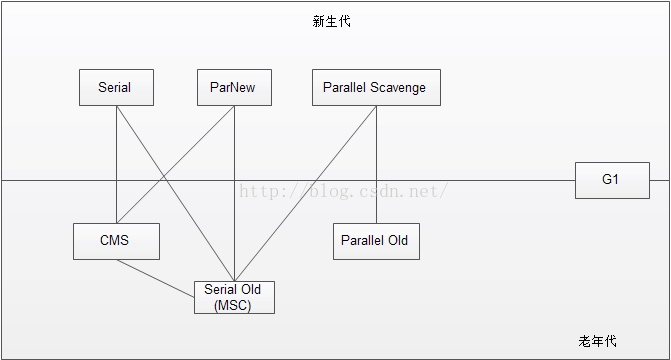 新生代
Serial
ParNew
Parallel Scavenge
http://blog.csdn.net/
G1
CMS
Parallel Old
Serial Old
(MSC)
老年代